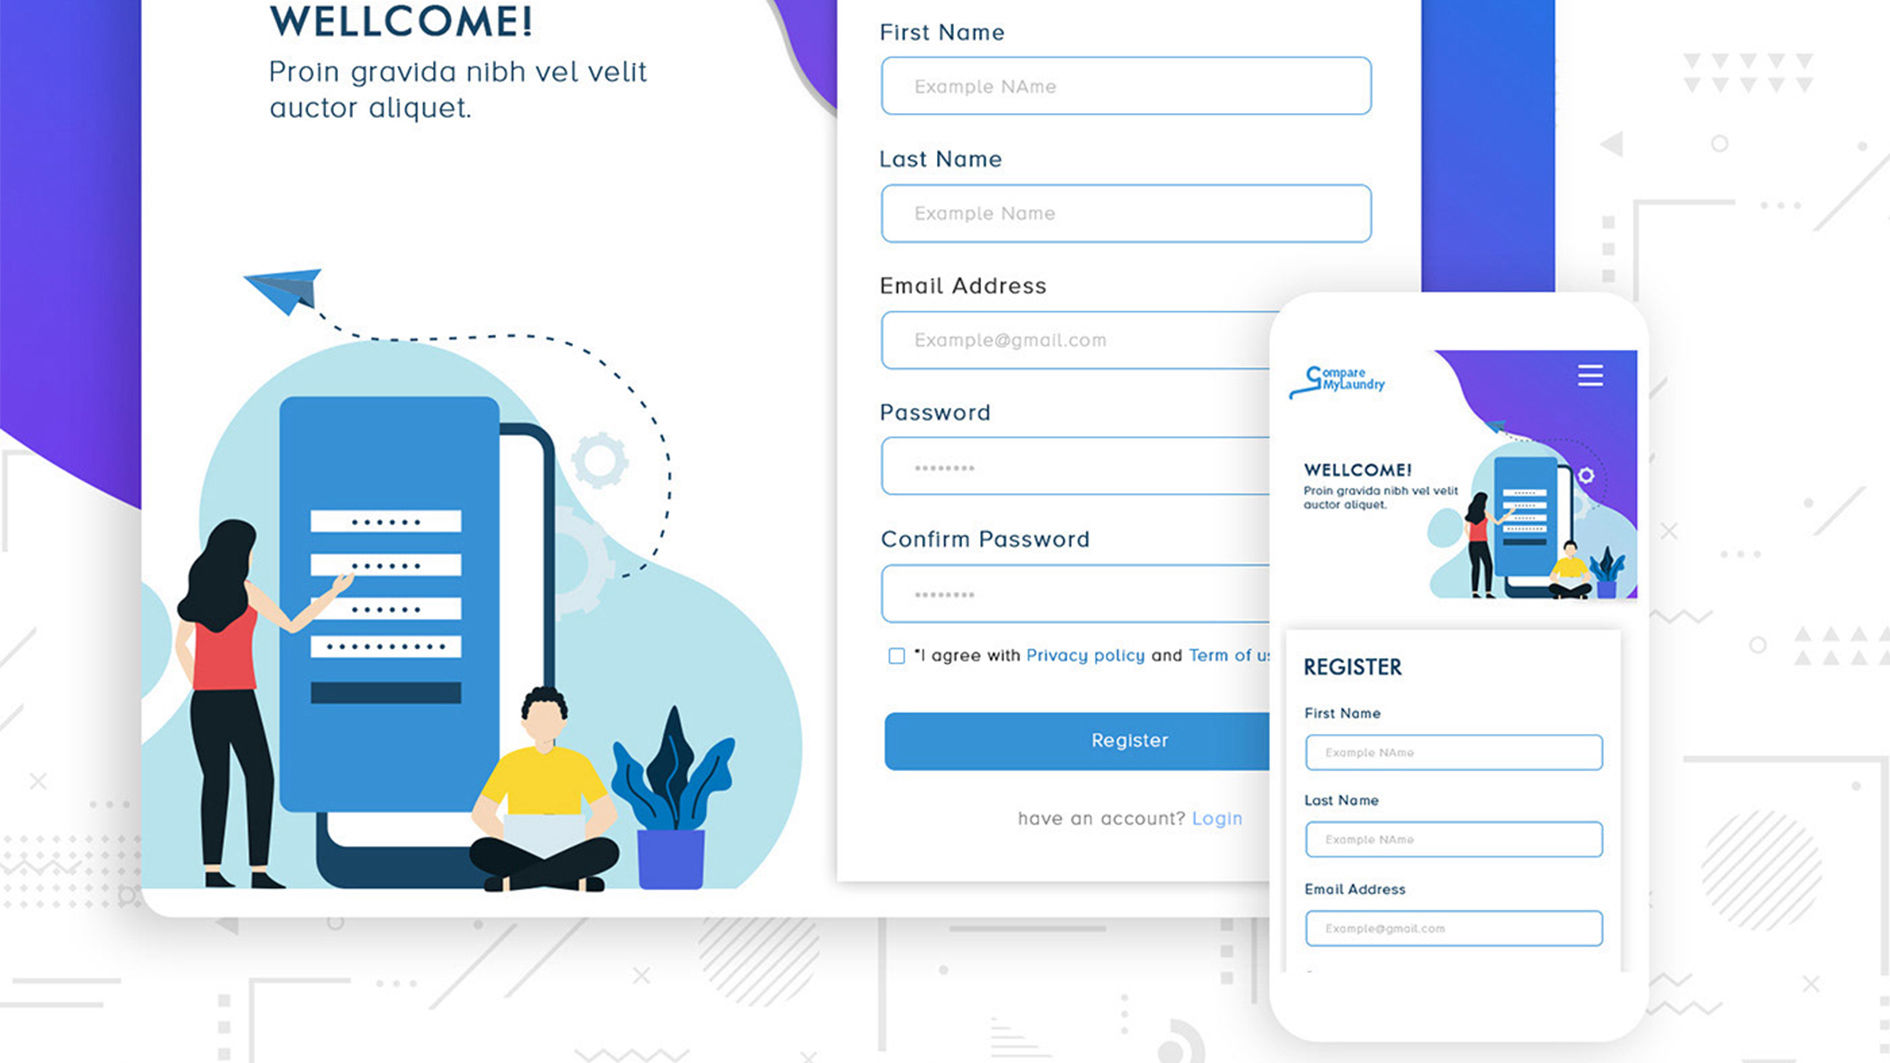 WELLCOME!
Proin gravida nibh vel velit
auctor aliquet.
First Name
Example NAme
Last Name
Example Name
Email Address
Example@gmail.com
Password
Confirm Password
*I agree with Privacy policy and Term of
Register
have an account? Login
Compare
MyLaundry
WELLCOME!
Proin gravida nibh vel velit
auctor aliquet.
REGISTER
First Name
Example NAme
Last Name
Example NAme
Email Address
Example@gmail.com